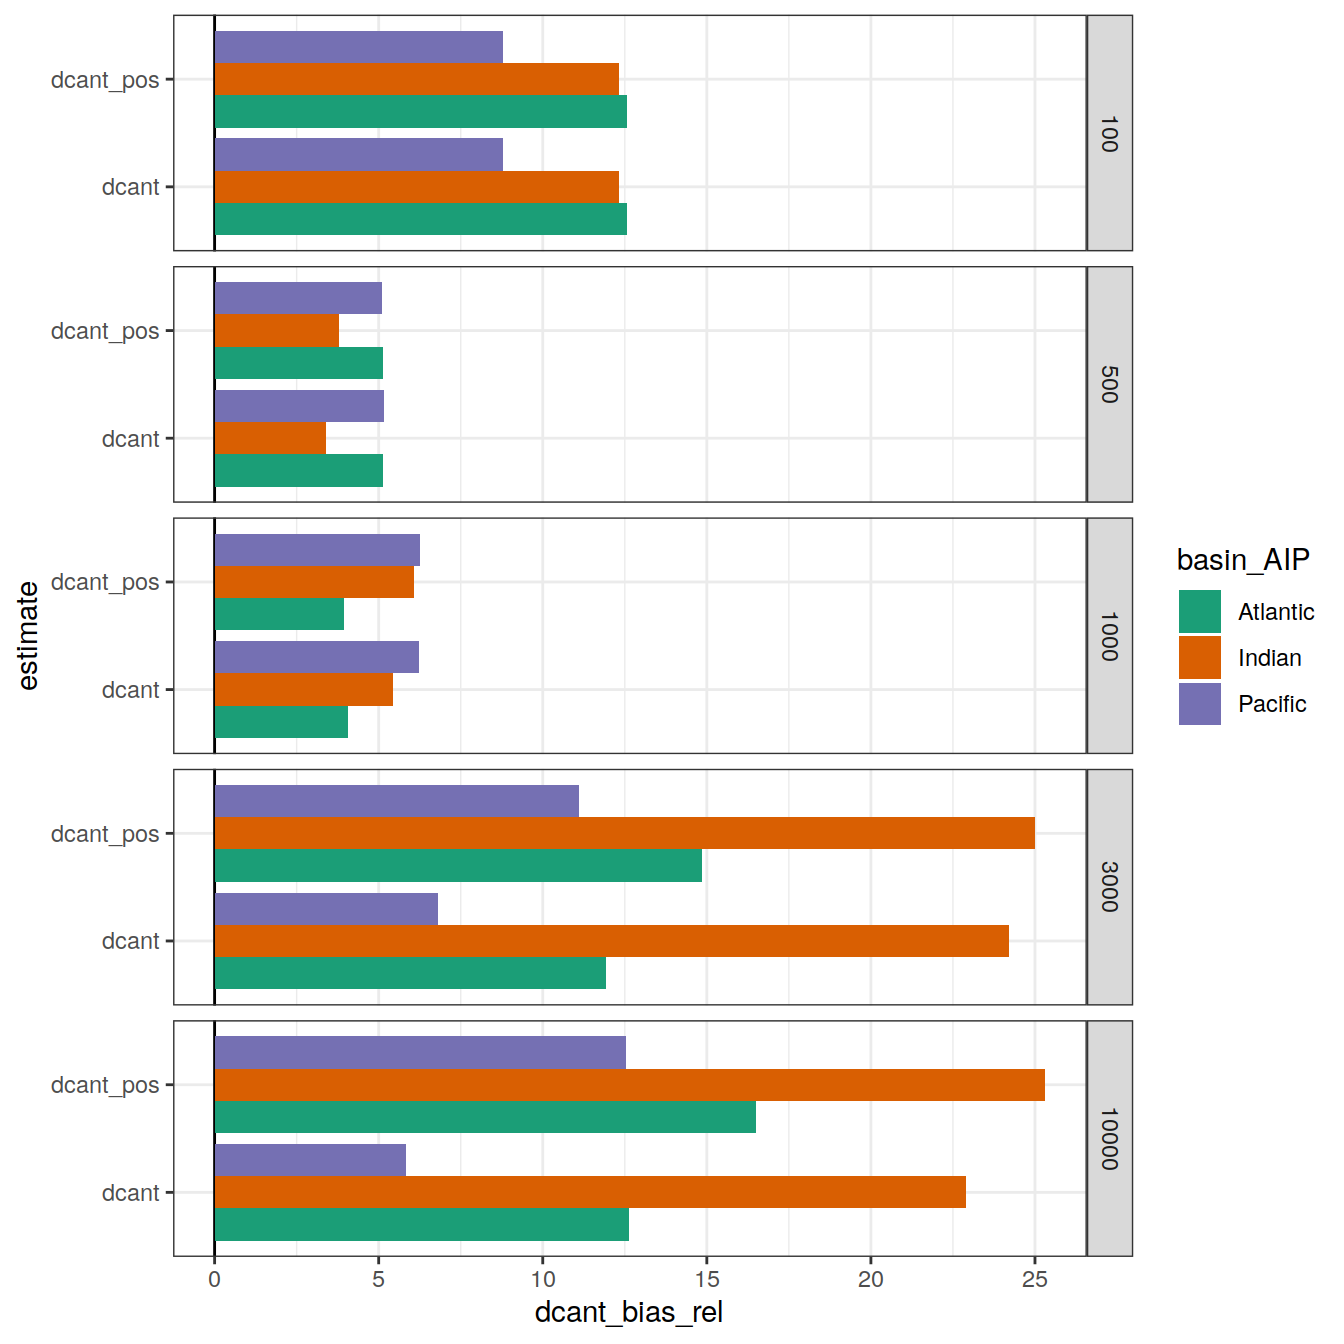 dcant_pos
dcant
100
dcant_pos
dcant
500
dcant_pos
dcant
1000
dcant_pos
dcant
3000
dcant_pos
dcant
10000
estimate
0 5 10 15 20 25
dcant_bias_rel
basin_AIP
Atlantic
Indian
Pacific